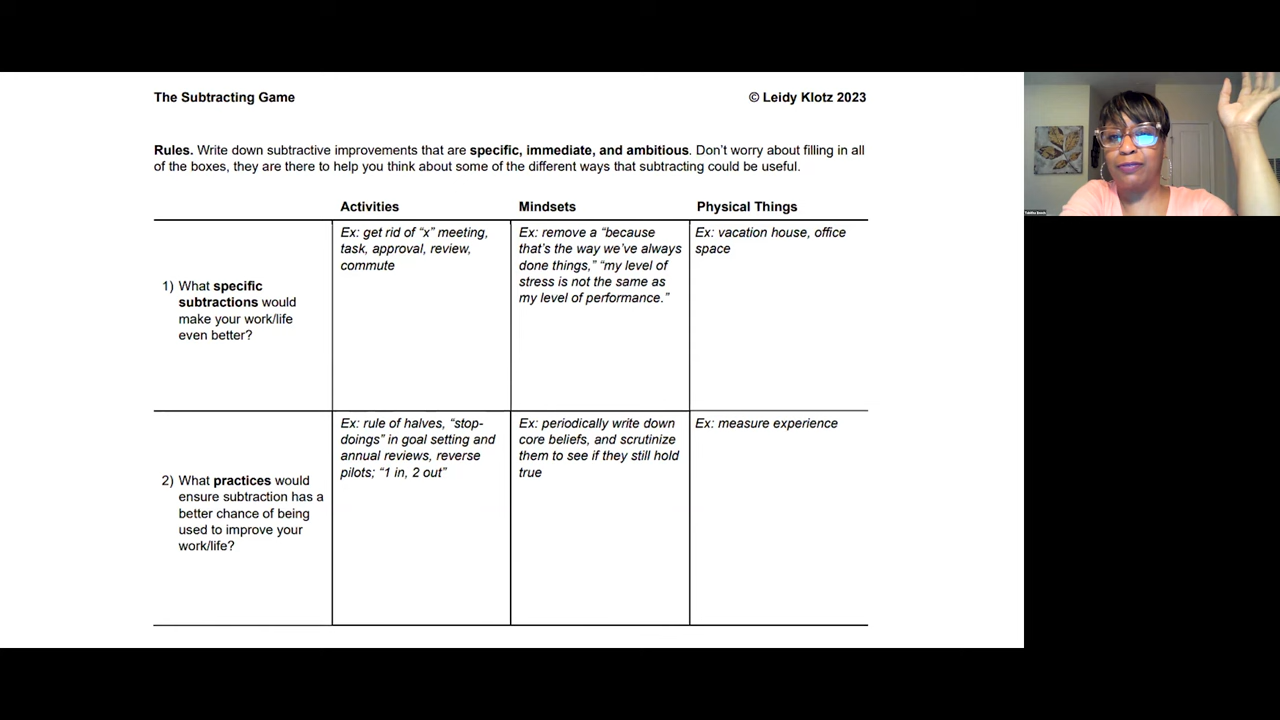 The Subtracting Game
© Leidy Klotz 2023
Rules. Write down subtractive improvements that are specific, immediate, and ambitious. Don’t worry about filling in all
of the boxes, they are there to help you think about some of the different ways that subtracting could be useful.
Activities
Mindsets
Physical Things
1) What specific
subtractions would
make your work/life
even better?
Ex: get rid of “x” meeting,
task, approval, review,
commute
Ex: remove a “because
that’s the way we’ve always
done things,” “my level of
stress is not the same as
my level of performance.”
Ex: vacation house, office
space
2) What practices would
ensure subtraction has a
better chance of being
used to improve your
work/life?
Ex: rule of halves, “stop-
doings” in goal setting and
annual reviews, reverse
pilots; “1 in, 2 out”
Ex: periodically write down
core beliefs, and scrutinize
them to see if they still hold
true
Ex: measure experience